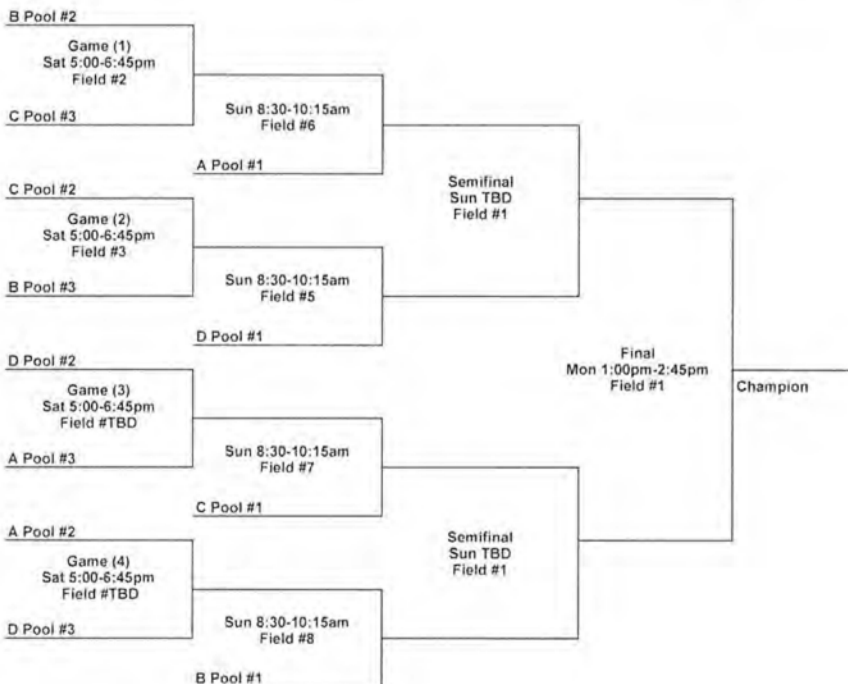 B Pool #2
Game (1)
Sat 5:00-6:45pm
Field #2
C Pool #3
Sun 8:30-10:15am
Field #6
A Pool #1
C Pool #2
Game (2)
Sat 5:00-6:45pm
Field #3
B Pool #3
Sun 8:30-10:15am
Field #5
D Pool #1
Semifinal
Sun TBD
Field #1
D Pool #2
Game (3)
Sat 5:00-6:45pm
Field #TBD
A Pool #3
Sun 8:30-10:15am
Field #7
C Pool #1
A Pool #2
Game (4)
Sat 5:00-6:45pm
Field #TBD
D Pool #3
Sun 8:30-10:15am
Field #8
B Pool #1
Semifinal
Sun TBD
Field #1
Final
Mon 1:00pm-2:45pm
Field #1
Champion